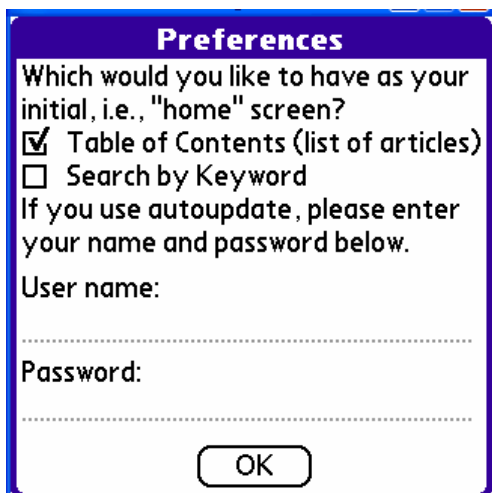 Preferences
Which would you like to have as your
initial, i.e., "home" screen?
Table of Contents (list of articles)
Search by Keyword
If you use autoupdate, please enter
your name and password below.
User name:
Password:
OK